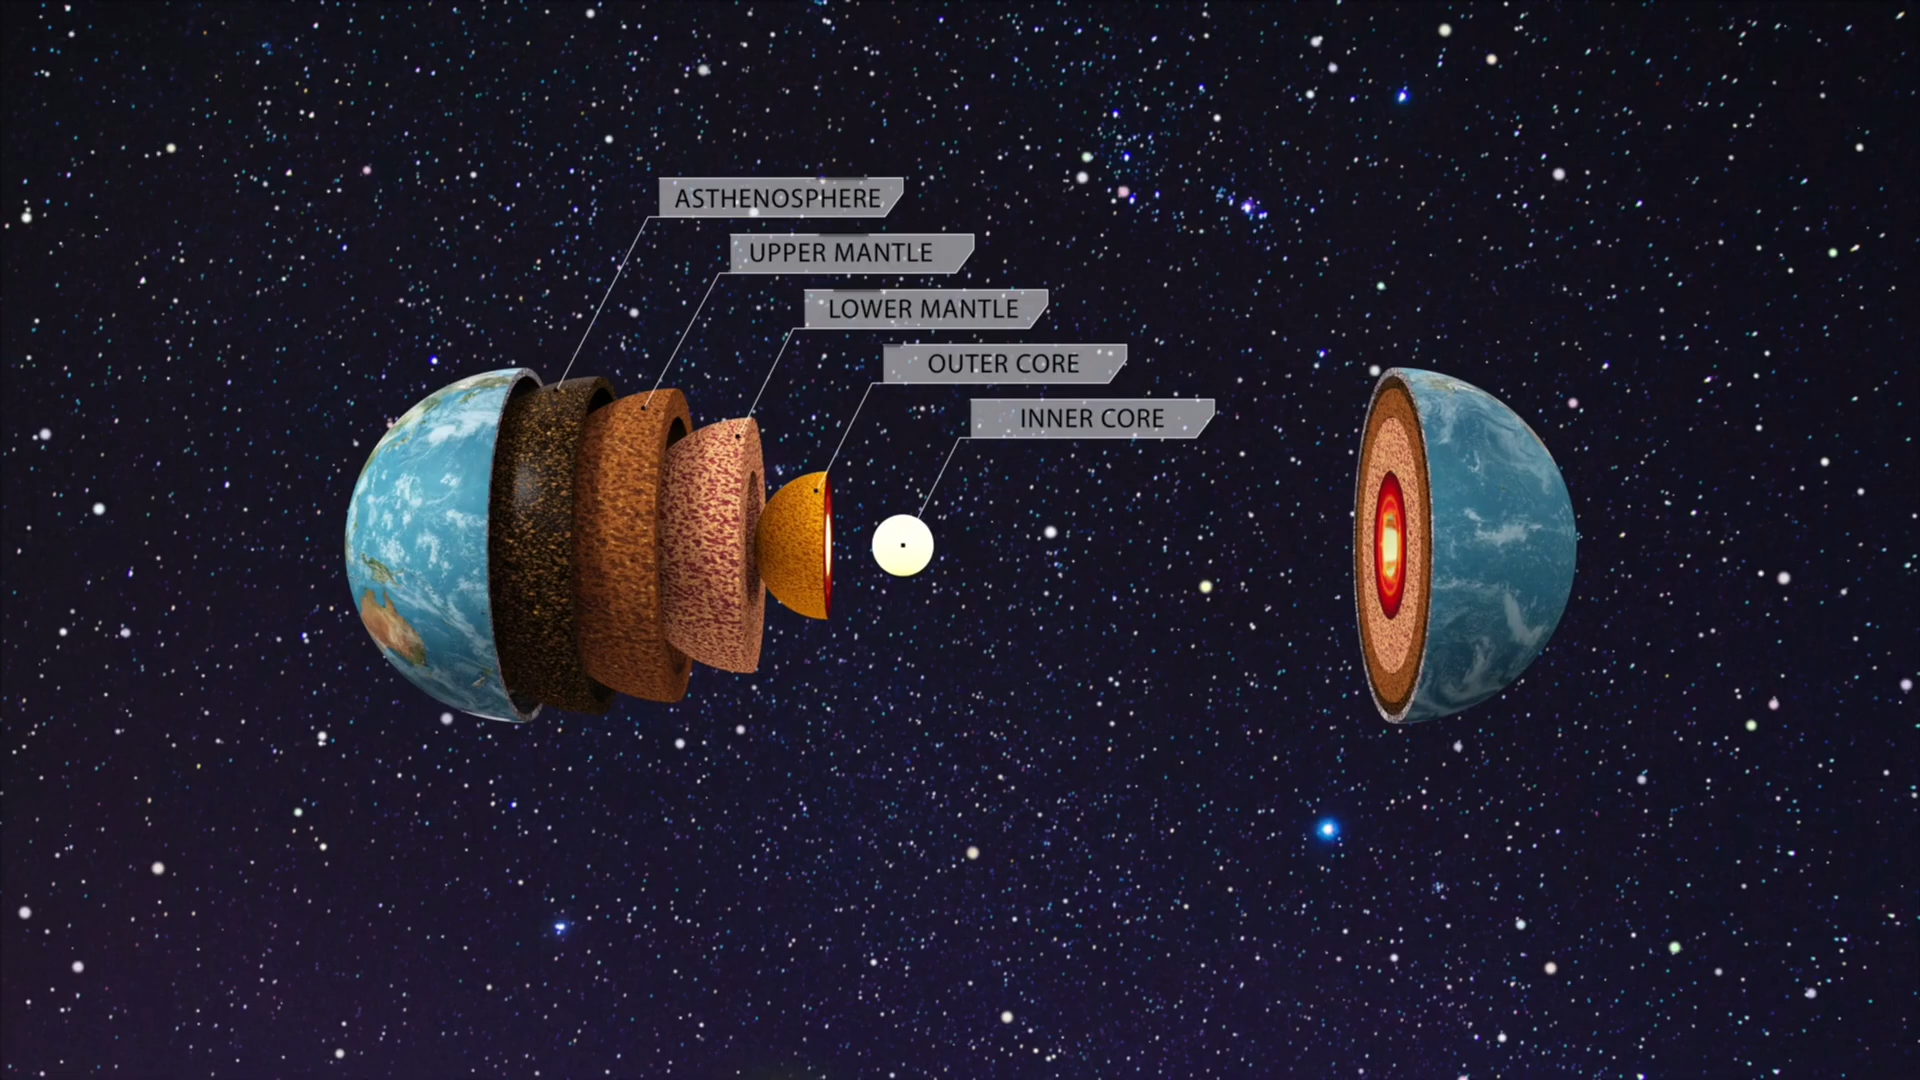 ASTHENOSPHERE
UPPER MANTLE
LOWER MANTLE
OUTER CORE
INNER CORE